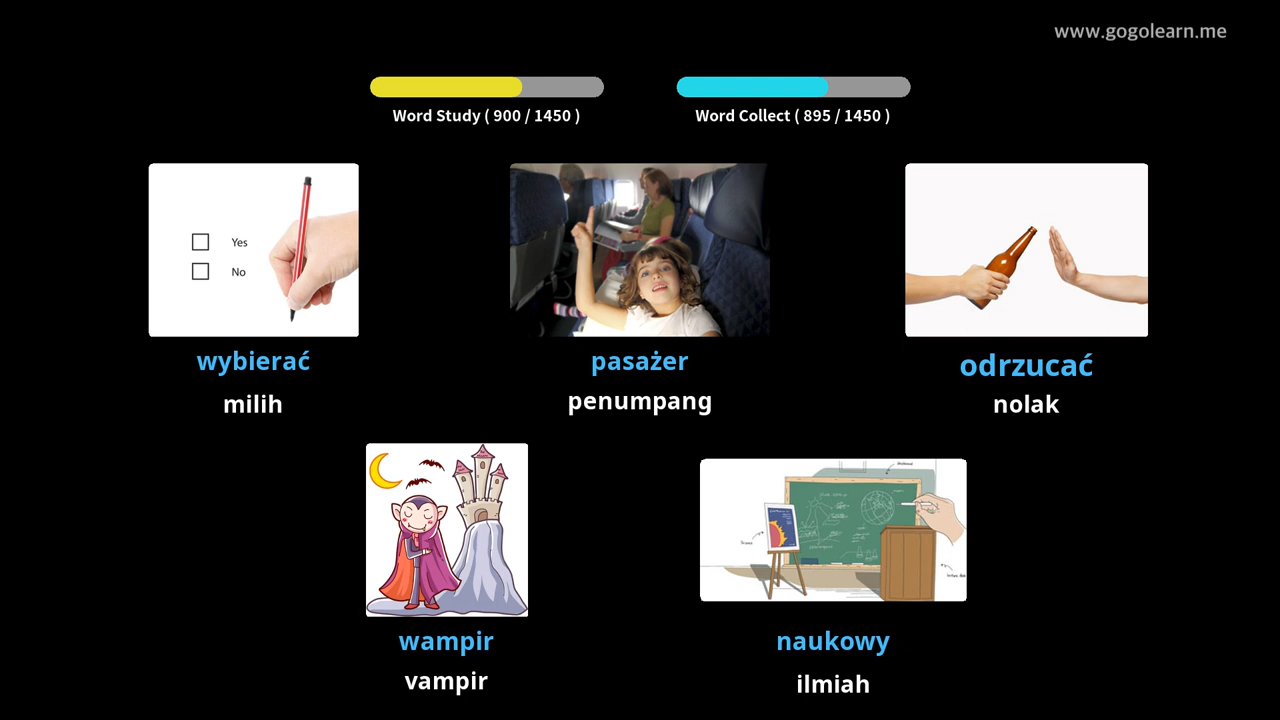 www.gogolearn.me
Word Study ( 900 / 1450 )
Word Collect ( 895 / 1450 )
Yes
No
wybierać
milih
pasażer
penumpang
odrzucać
nolak
wampir
vampir
naukowy
ilmiah